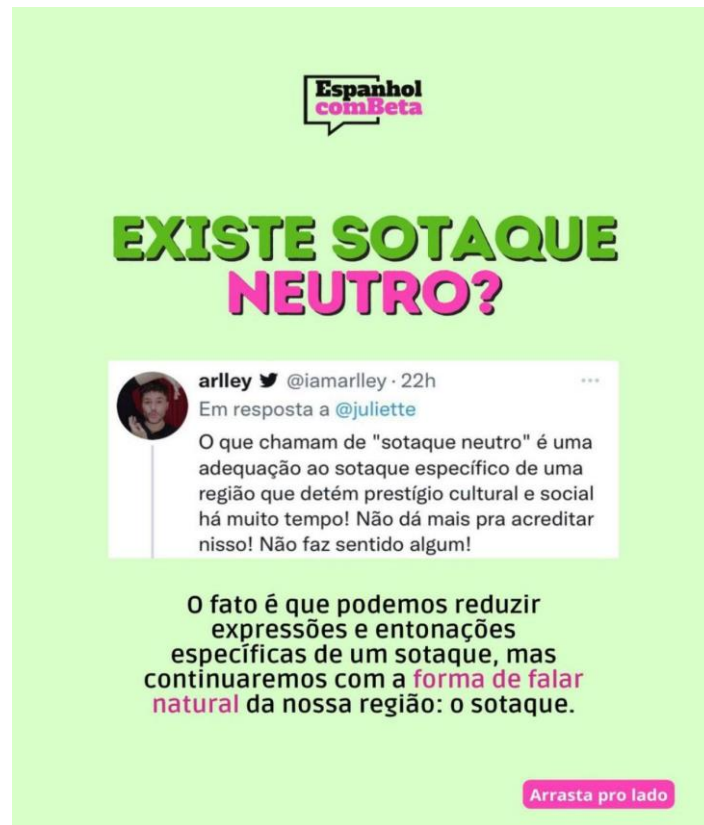 Espanhol
comBeta
EXISTE SOTAQUE
NEUTRO?
arlley @iamarlley · 22h
Em resposta a @juliette
O que chamam de "sotaque neutro" é uma
adequação ao sotaque específico de uma
região que detém prestígio cultural e social
há muito tempo! Não dá mais pra acreditar
nisso! Não faz sentido algum!
O fato é que podemos reduzir
expressões e entonações
específicas de um sotaque, mas
continuaremos com a forma de falar
natural da nossa região: o sotaque.
Arrasta pro lado